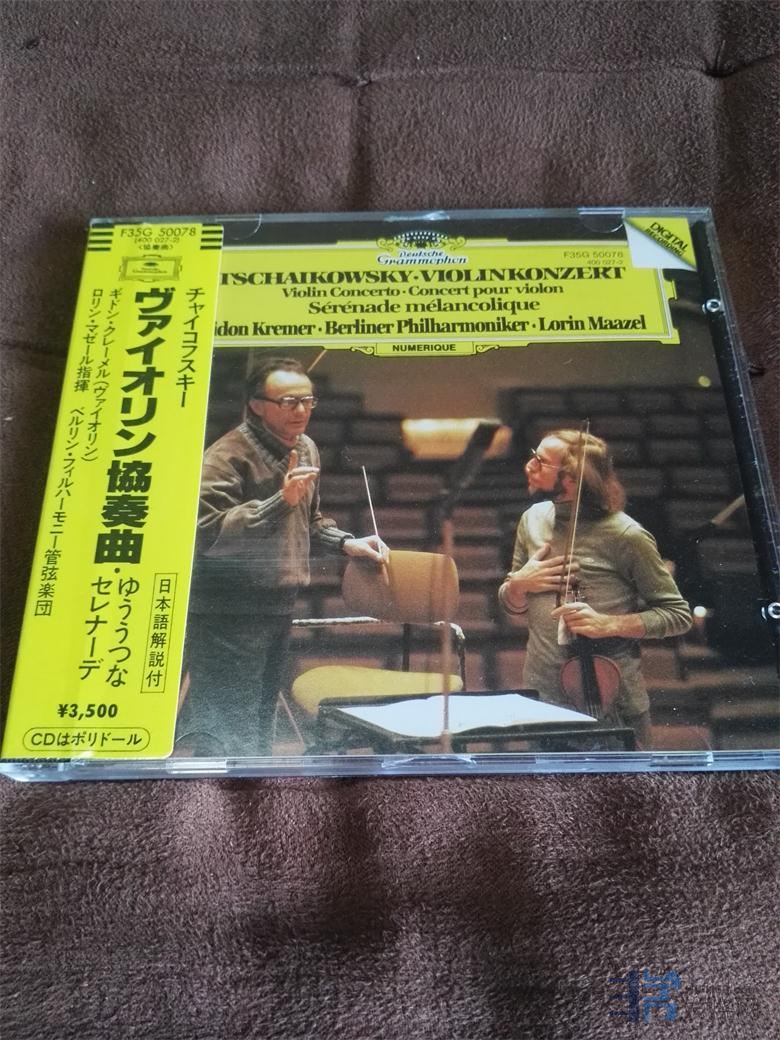 F35G 50078
[400 027-2]
〈協奏曲〉
チャイコフスキー
ヴァイオリン協奏曲・ゆううつな
セレナーデ
ギドン・クレーメル(ヴァイオリン)
ロリン・マゼール指揮 ベルリン・フィルハーモニー管弦楽団
日本語解説付
¥3,500
CDはポリドール
Deutsche
Grammophon
F35G 50078
400 027-2
DIGITAL
RECORDING
TSCHAIKOWSKY·VIOLINKONZERT
Violin Concerto·Concert pour violon
Sérénade mélancolique
idon Kremer·Berliner Philharmoniker·Lorin Maazel
NUMERIQUE